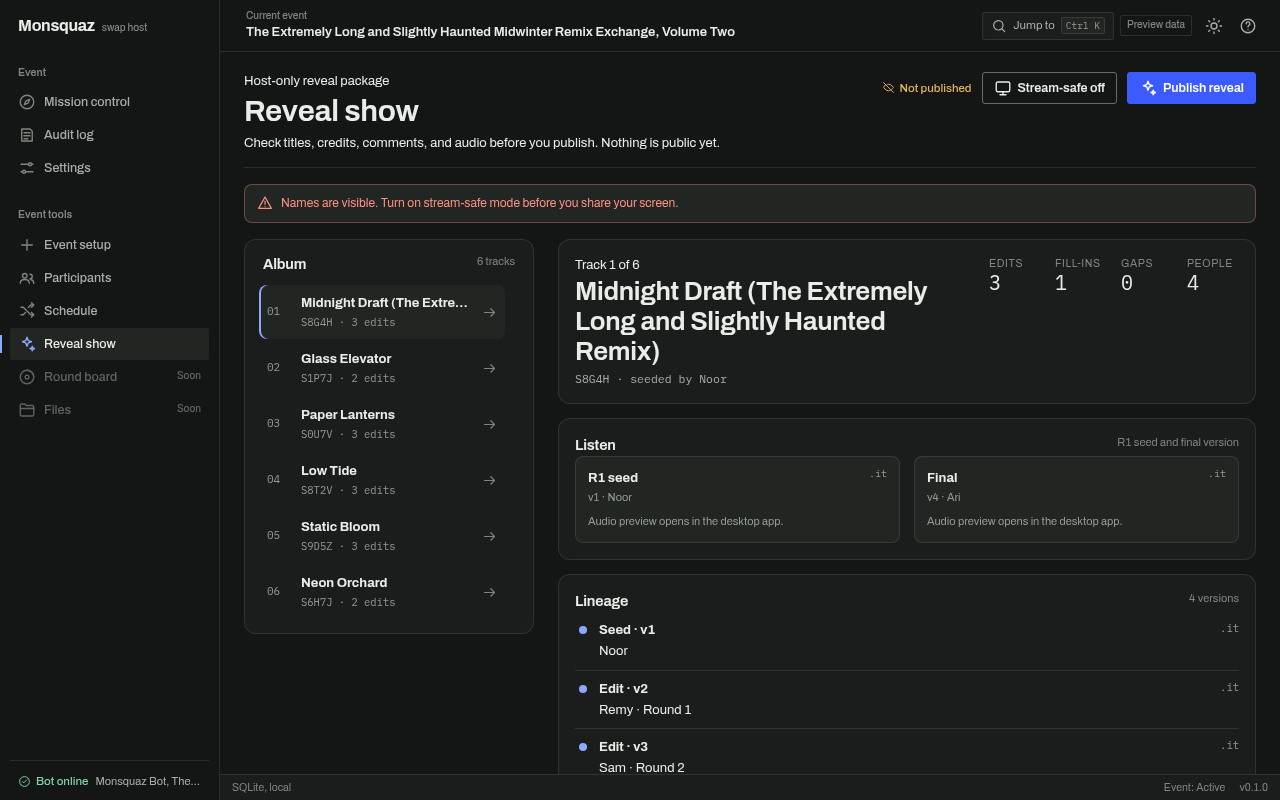 Monsquaz swap host
Event
Mission control
Audit log
Settings
Event tools
Event setup
Participants
Schedule
Reveal show
Round board Soon
Files Soon
Bot online Monsquaz Bot, The...
Current event
The Extremely Long and Slightly Haunted Midwinter Remix Exchange, Volume Two
Jump to Ctrl K
Preview data
Host-only reveal package
Reveal show
Check titles, credits, comments, and audio before you publish. Nothing is public yet.
Not published
Stream-safe off
Publish reveal
Names are visible. Turn on stream-safe mode before you share your screen.
Album 6 tracks
01 Midnight Draft (The Extre...
S8G4H · 3 edits
02 Glass Elevator
S1P7J · 2 edits
03 Paper Lanterns
S0U7V · 3 edits
04 Low Tide
S8T2V · 3 edits
05 Static Bloom
S9D5Z · 3 edits
06 Neon Orchard
S6H7J · 2 edits
Track 1 of 6
Midnight Draft (The Extremely
Long and Slightly Haunted
Remix)
S8G4H · seeded by Noor
EDITS FILL-INS GAPS PEOPLE
3 1 0 4
Listen R1 seed and final version
R1 seed .it
v1 · Noor
Audio preview opens in the desktop app.
Final .it
v4 · Ari
Audio preview opens in the desktop app.
Lineage 4 versions
Seed · v1 .it
Noor
Edit · v2 .it
Remy · Round 1
Edit · v3 .it
Sam · Round 2
SQLite, local
Event: Active v0.1.0